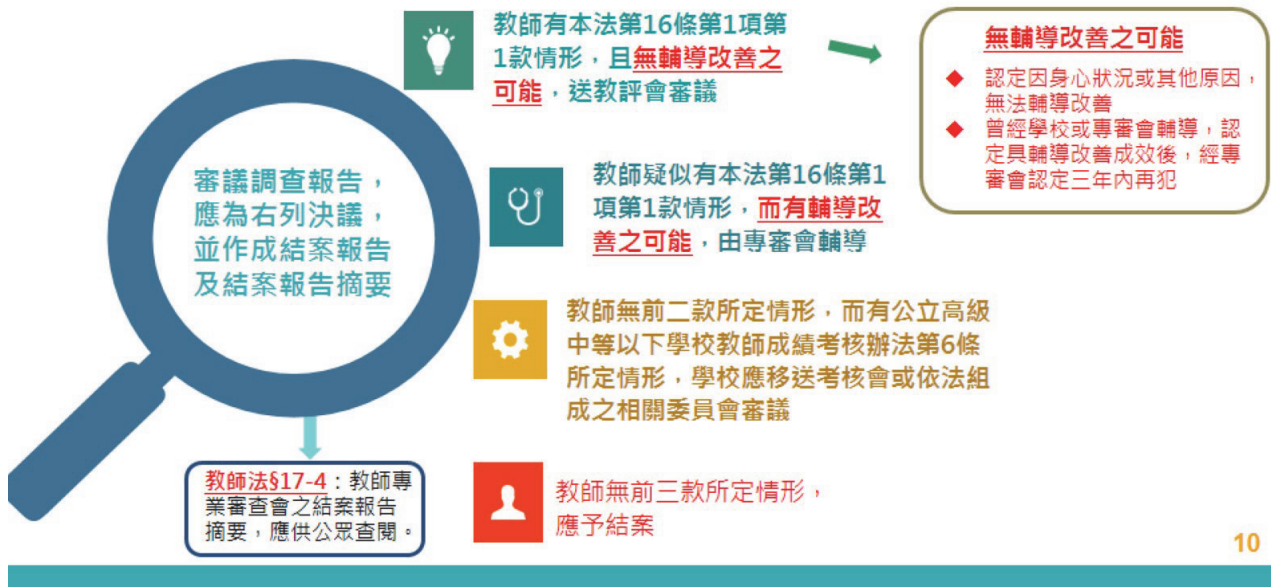 審議調查報告，
應為右列決議，
並作成結案報告
及結案報告摘要
教師法§17-4：教師專
業審查會之結案報告
摘要，應供公眾查閱。
教師有本法第16條第1項第
1款情形，且無輔導改善之
可能，送教評會審議
無輔導改善之可能
◆ 認定因身心狀況或其他原因，
無法輔導改善
◆ 曾經學校或專審會輔導，認
定具輔導改善成效後，經專
審會認定三年內再犯
教師疑似有本法第16條第1
項第1款情形，而有輔導改
善之可能，由專審會輔導
教師無前二款所定情形，而有公立高級
中等以下學校教師成績考核辦法第6條
所定情形，學校應移送考核會或依法組
成之相關委員會審議
教師無前三款所定情形，
應予結案
10